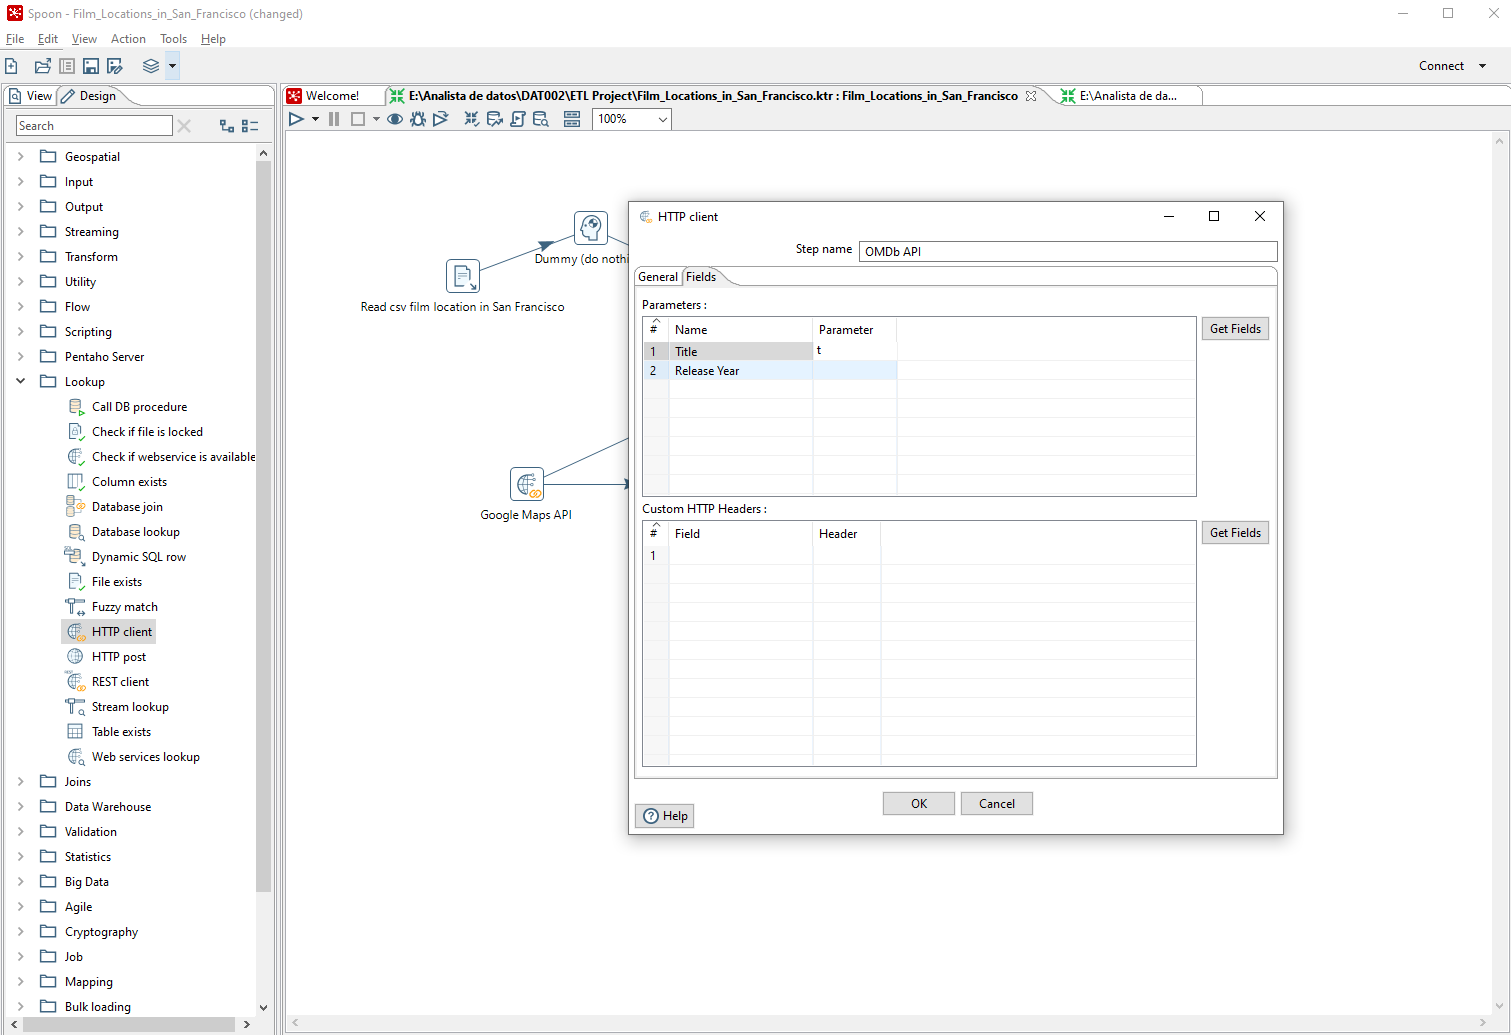 Spoon - Film_Locations_in_San_Francisco (changed)
File Edit View Action Tools Help
Connect
View Design
Welcome!
E:\Analista de datos\DAT002\ETL Project\Film_Locations_in_San_Francisco.ktr : Film_Locations_in_San_Francisco
E:\Analista de da...
Search
100%
Geospatial
Input
Output
Streaming
Transform
Utility
Flow
Scripting
Pentaho Server
Lookup
Call DB procedure
Check if file is locked
Check if webservice is available
Column exists
Database join
Database lookup
Dynamic SQL row
File exists
Fuzzy match
HTTP client
HTTP post
REST client
Stream lookup
Table exists
Web services lookup
Joins
Data Warehouse
Validation
Statistics
Big Data
Agile
Cryptography
Job
Mapping
Bulk loading
Dummy (do nothi
Read csv film location in San Francisco
Google Maps API
HTTP client
Step name OMDb API
General Fields
Parameters :
# Name Parameter
Get Fields
1 Title t
2 Release Year
Custom HTTP Headers :
# Field Header
Get Fields
1
OK Cancel
Help